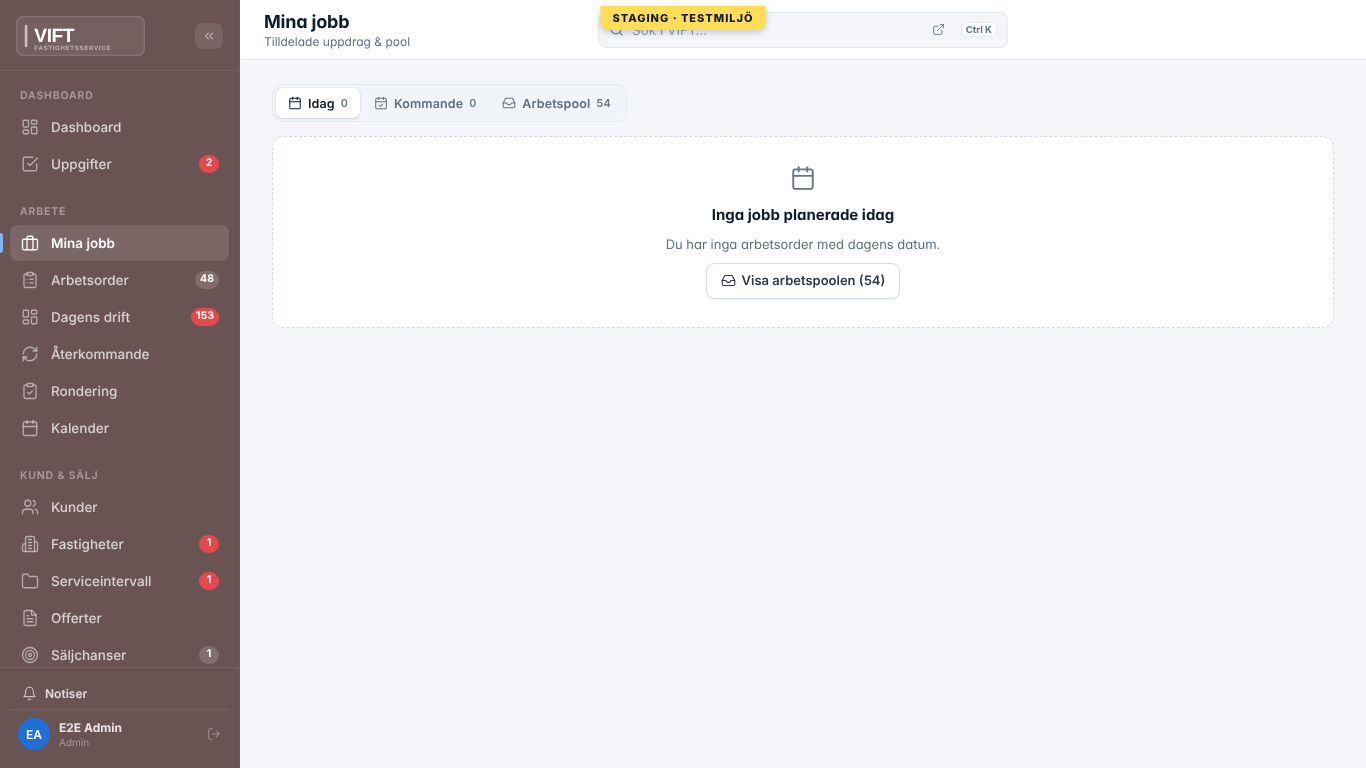 VIFT
FASTIGHETSSERVICE
DASHBOARD
Dashboard
Uppgifter 2
ARBETE
Mina jobb
Arbetsorder 48
Dagens drift 153
Återkommande
Rondering
Kalender
KUND & SÄLJ
Kunder
Fastigheter 1
Serviceintervall 1
Offerter
Säljchanser 1
Notiser
EA
E2E Admin
Admin
Mina jobb
Tilldelade uppdrag & pool
STAGING · TESTMILJÖ
Sök i VIFT...
Ctrl K
Idag 0
Kommande 0
Arbetspool 54
Inga jobb planerade idag
Du har inga arbetsorder med dagens datum.
Visa arbetspoolen (54)